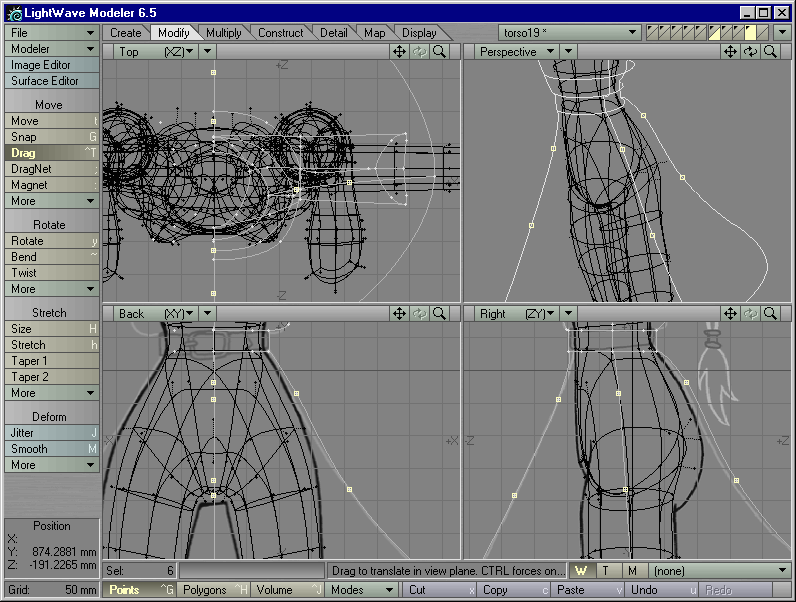 LightWave Modeler 6.5
File
Modeler
Image Editor
Surface Editor
Move
Move t
Snap G
Drag ^T
DragNet ;
Magnet :
More
Rotate
Rotate y
Bend ~
Twist
More
Stretch
Size H
Stretch h
Taper 1
Taper 2
More
Deform
Jitter J
Smooth M
More
Position
X:
Y: 874.2881 mm
Z: -191.2265 mm
Grid: 50 mm
Create Modify Multiply Construct Detail Map Display torso19 *
Top (XZ)
Perspective
+Z
-Z
Back (XY)
Right (ZY)
+X -Z +Z
Sel: 6 Drag to translate in view plane. CTRL forces on... W T M (none)
Points ^G Polygons ^H Volume ^J Modes Cut x Copy c Paste v Undo u Redo